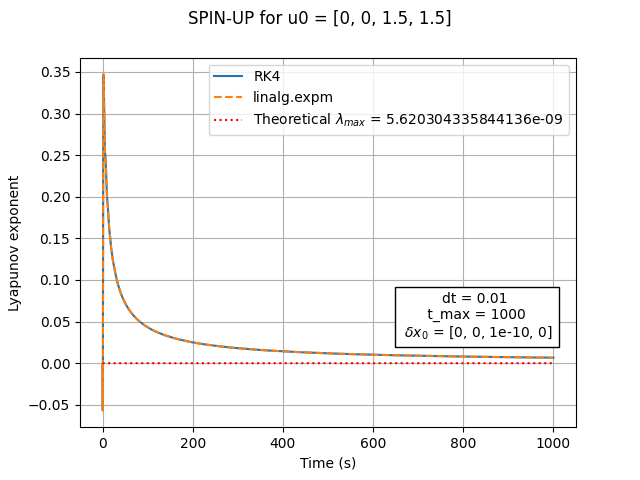 SPIN-UP for u0 = [0, 0, 1.5, 1.5]
RK4
linalg.expm
Theoretical λmax = 5.620304335844136e-09
Lyapunov exponent
0.35
0.30
0.25
0.20
0.15
0.10
0.05
0.00
−0.05
dt = 0.01
t_max = 1000
δx0 = [0, 0, 1e-10, 0]
0 200 400 600 800 1000
Time (s)